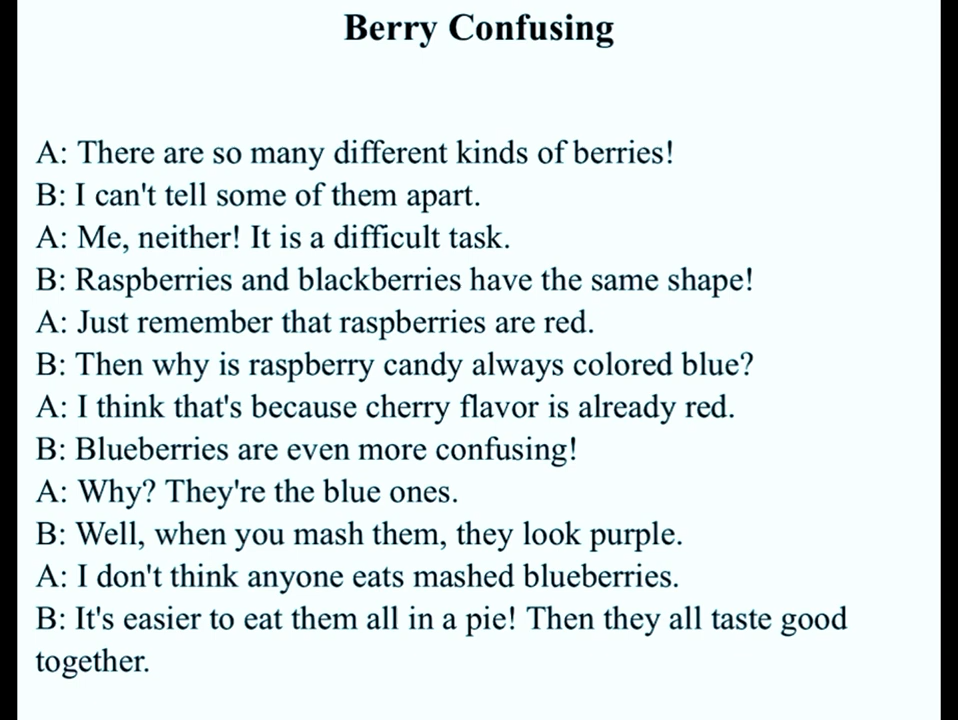 Berry Confusing
A: There are so many different kinds of berries!
B: I can't tell some of them apart.
A: Me, neither! It is a difficult task.
B: Raspberries and blackberries have the same shape!
A: Just remember that raspberries are red.
B: Then why is raspberry candy always colored blue?
A: I think that's because cherry flavor is already red.
B: Blueberries are even more confusing!
A: Why? They're the blue ones.
B: Well, when you mash them, they look purple.
A: I don't think anyone eats mashed blueberries.
B: It's easier to eat them all in a pie! Then they all taste good
together.